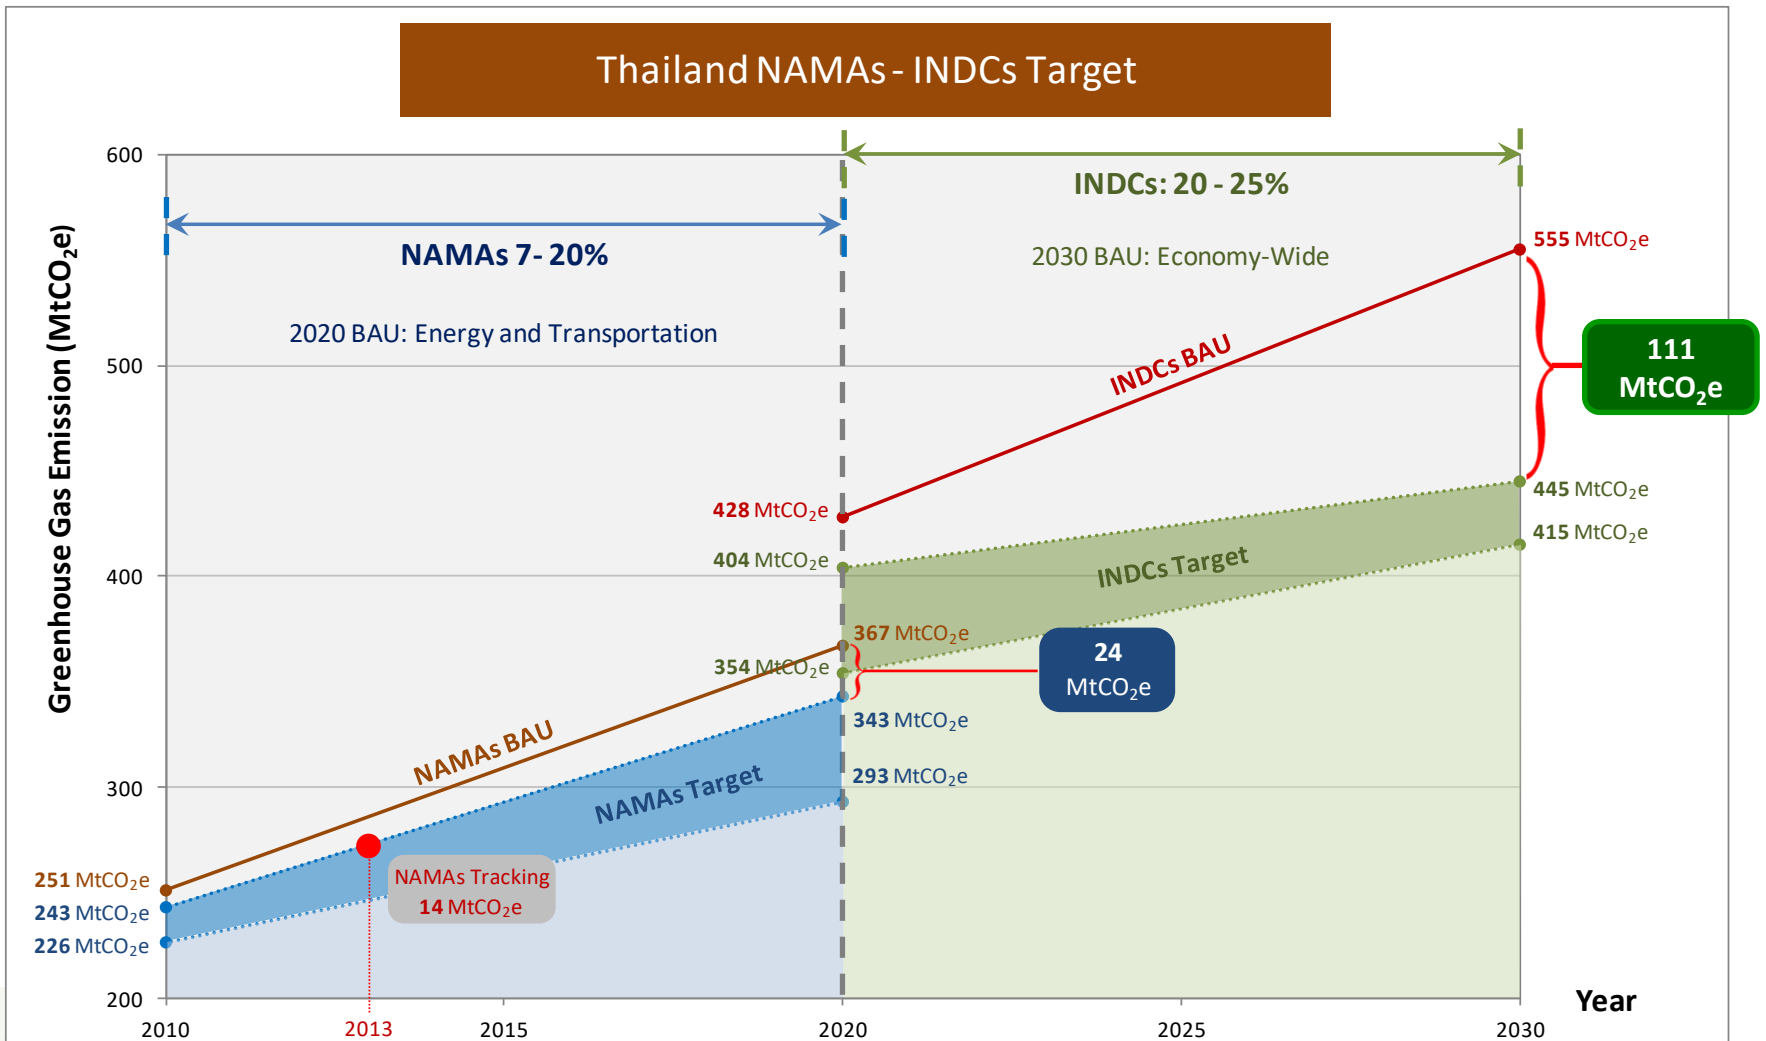 Thailand NAMAs - INDCs Target
600
500
400
300
200
Greenhouse Gas Emission (MtCO₂e)
NAMAs 7- 20%
2020 BAU: Energy and Transportation
INDCs: 20 - 25%
2030 BAU: Economy-Wide
555 MtCO₂e
INDCs BAU
111
MtCO₂e
445 MtCO₂e
415 MtCO₂e
428 MtCO₂e
404 MtCO₂e
INDCs Target
367 MtCO₂e
354 MtCO₂e
24
MtCO₂e
343 MtCO₂e
293 MtCO₂e
NAMAs BAU
NAMAs Target
NAMAs Tracking
14 MtCO₂e
251 MtCO₂e
243 MtCO₂e
226 MtCO₂e
Year
2010
2013
2015
2020
2025
2030